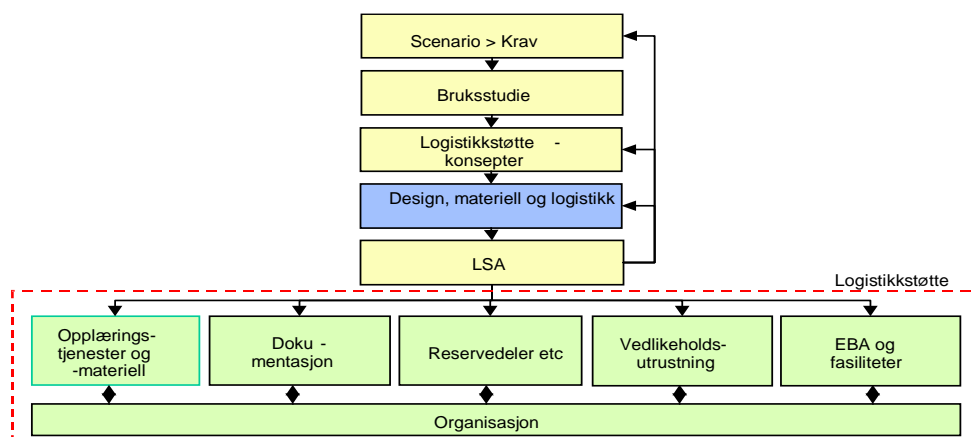 Scenario > Krav
Bruksstudie
Logistikkstøtte -
konsepter
Design, materiell og logistikk
LSA
Logistikkstøtte
Opplærings-
tjenester og
-materiell
Doku -
mentasjon
Reservedeler etc
Vedlikeholds-
utrustning
EBA og
fasiliteter
Organisasjon